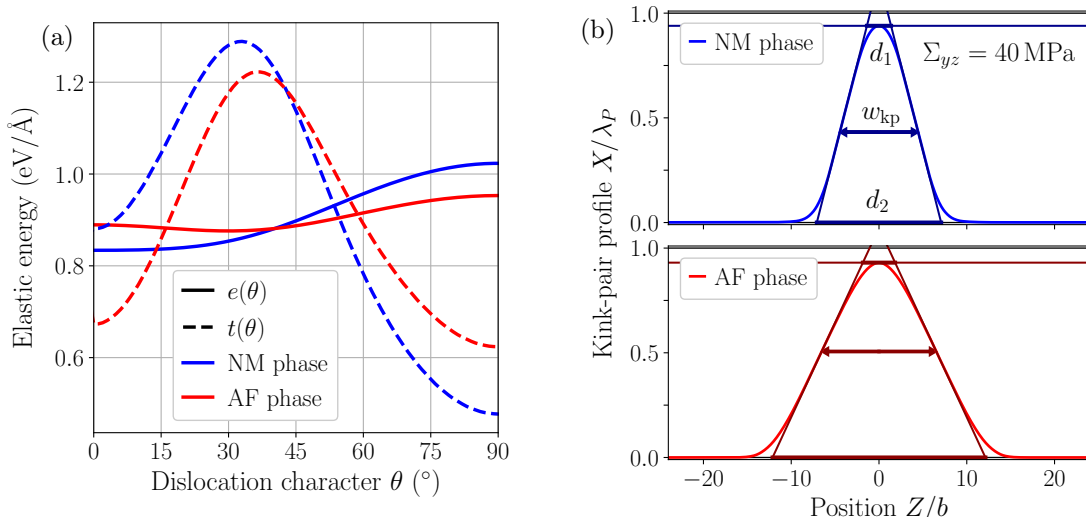 (a)
Elastic energy (eV/Å)
1.2
1.0
0.8
0.6
e(θ)
t(θ)
NM phase
AF phase
0 15 30 45 60 75 90
Dislocation character θ (°)
(b)
Kink-pair profile X/λ_P
1.0
0.5
0.0
NM phase
d₁
Σ_yz = 40 MPa
w_kp
d₂
1.0
0.5
0.0
AF phase
−20 −10 0 10 20
Position Z/b